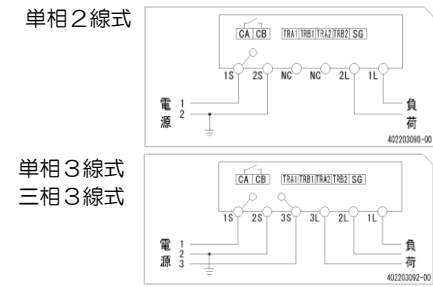 単相２線式
CA CB TRA1 TRB1 TRA2 TRB2 SG
1S 2S NC NC 2L 1L
電源 1 2
負荷
402203090-00
単相３線式
三相３線式
CA CB TRA1 TRB1 TRA2 TRB2 SG
1S 2S 3S 3L 2L 1L
電源 1 2 3
負荷
402203092-00